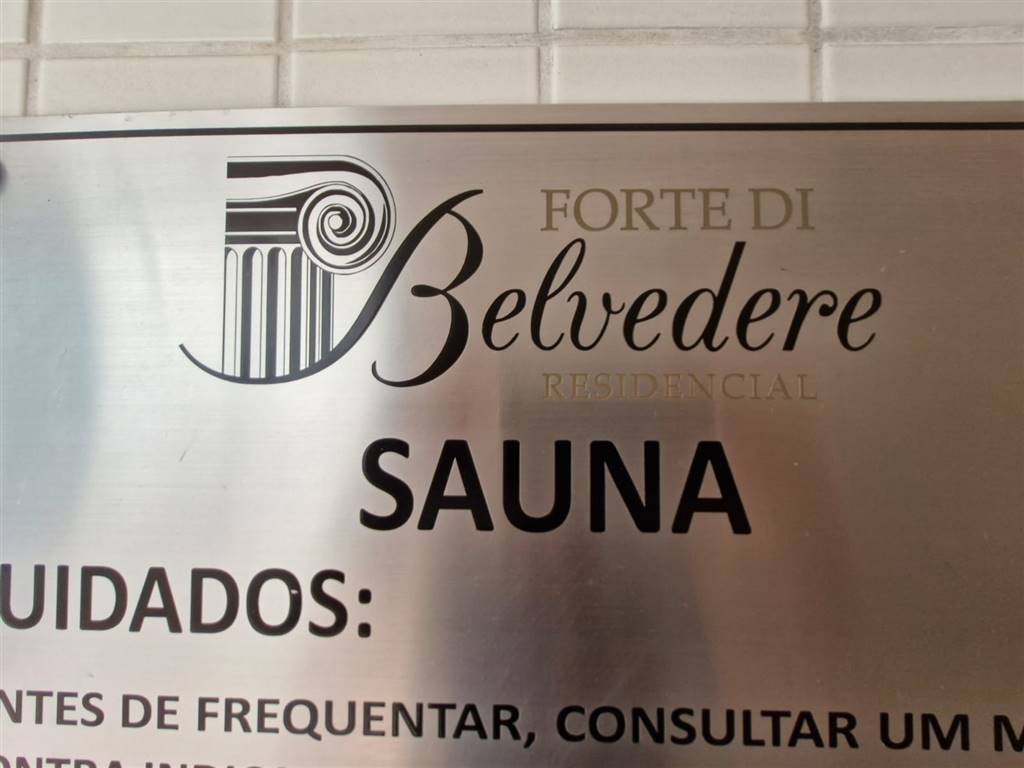 FORTE DI
Belvedere
RESIDENCIAL
SAUNA
UIDADOS:
NTES DE FREQUENTAR, CONSULTAR UM M